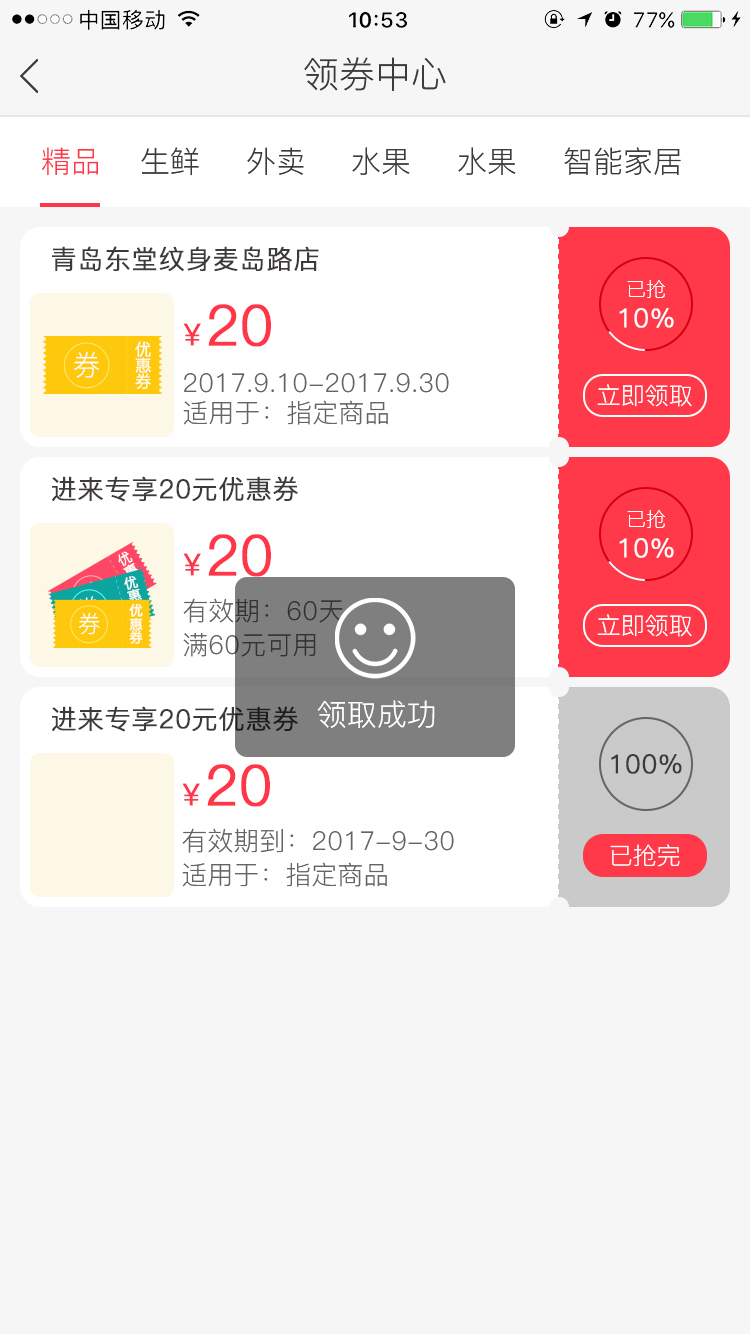 中国移动 10:53 77%
领券中心
精品 生鲜 外卖 水果 水果 智能家居
青岛东堂纹身麦岛路店
券 优惠券
¥20
2017.9.10-2017.9.30
适用于：指定商品
已抢
10%
立即领取
进来专享20元优惠券
优惠
优惠
券 优惠券
¥20
有效期：60天
满60元可用
已抢
10%
立即领取
领取成功
进来专享20元优惠券
¥20
有效期到：2017-9-30
适用于：指定商品
100%
已抢完